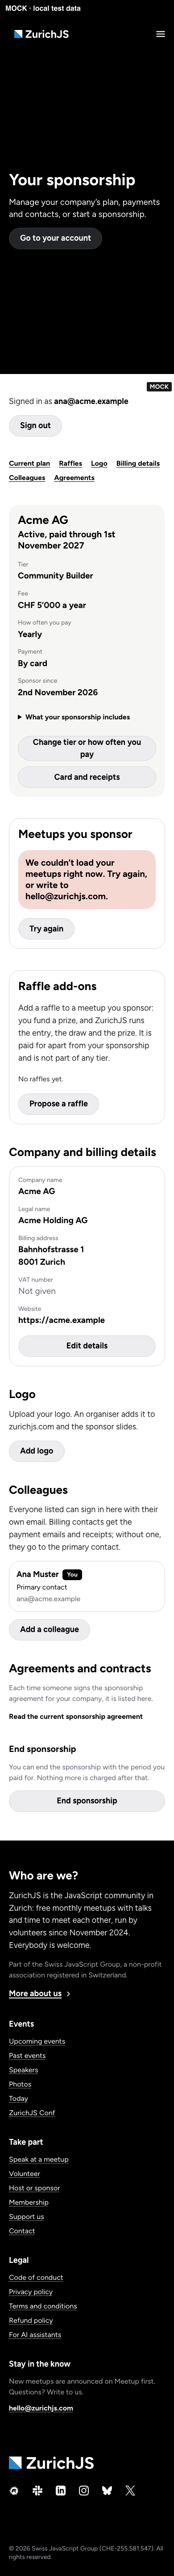 MOCK · local test data
ZurichJS
Your sponsorship
Manage your company's plan, payments
and contacts, or start a sponsorship.
Go to your account
MOCK
Signed in as ana@acme.example
Sign out
Current plan Raffles Logo Billing details
Colleagues Agreements
Acme AG
Active, paid through 1st
November 2027
Tier
Community Builder
Fee
CHF 5'000 a year
How often you pay
Yearly
Payment
By card
Sponsor since
2nd November 2026
What your sponsorship includes
Change tier or how often you
pay
Card and receipts
Meetups you sponsor
We couldn't load your
meetups right now. Try again,
or write to
hello@zurichjs.com.
Try again
Raffle add-ons
Add a raffle to a meetup you sponsor:
you fund a prize, and ZurichJS runs
the entry, the draw and the prize. It is
paid for apart from your sponsorship
and is not part of any tier.
No raffles yet.
Propose a raffle
Company and billing details
Company name
Acme AG
Legal name
Acme Holding AG
Billing address
Bahnhofstrasse 1
8001 Zurich
VAT number
Not given
Website
https://acme.example
Edit details
Logo
Upload your logo. An organiser adds it to
zurichjs.com and the sponsor slides.
Add logo
Colleagues
Everyone listed can sign in here with their
own email. Billing contacts get the
payment emails and receipts; without one,
they go to the primary contact.
Ana Muster You
Primary contact
ana@acme.example
Add a colleague
Agreements and contracts
Each time someone signs the sponsorship
agreement for your company, it is listed here.
Read the current sponsorship agreement
End sponsorship
You can end the sponsorship with the period you
paid for. Nothing more is charged after that.
End sponsorship
Who are we?
ZurichJS is the JavaScript community in
Zurich: free monthly meetups with talks
and time to meet each other, run by
volunteers since November 2024.
Everybody is welcome.
Part of the Swiss JavaScript Group, a non-profit
association registered in Switzerland.
More about us
Events
Upcoming events
Past events
Speakers
Photos
Today
ZurichJS Conf
Take part
Speak at a meetup
Volunteer
Host or sponsor
Membership
Support us
Contact
Legal
Code of conduct
Privacy policy
Terms and conditions
Refund policy
For AI assistants
Stay in the know
New meetups are announced on Meetup first.
Questions? Write to us.
hello@zurichjs.com
ZurichJS
© 2026 Swiss JavaScript Group (CHE-255.581.547). All
rights reserved.